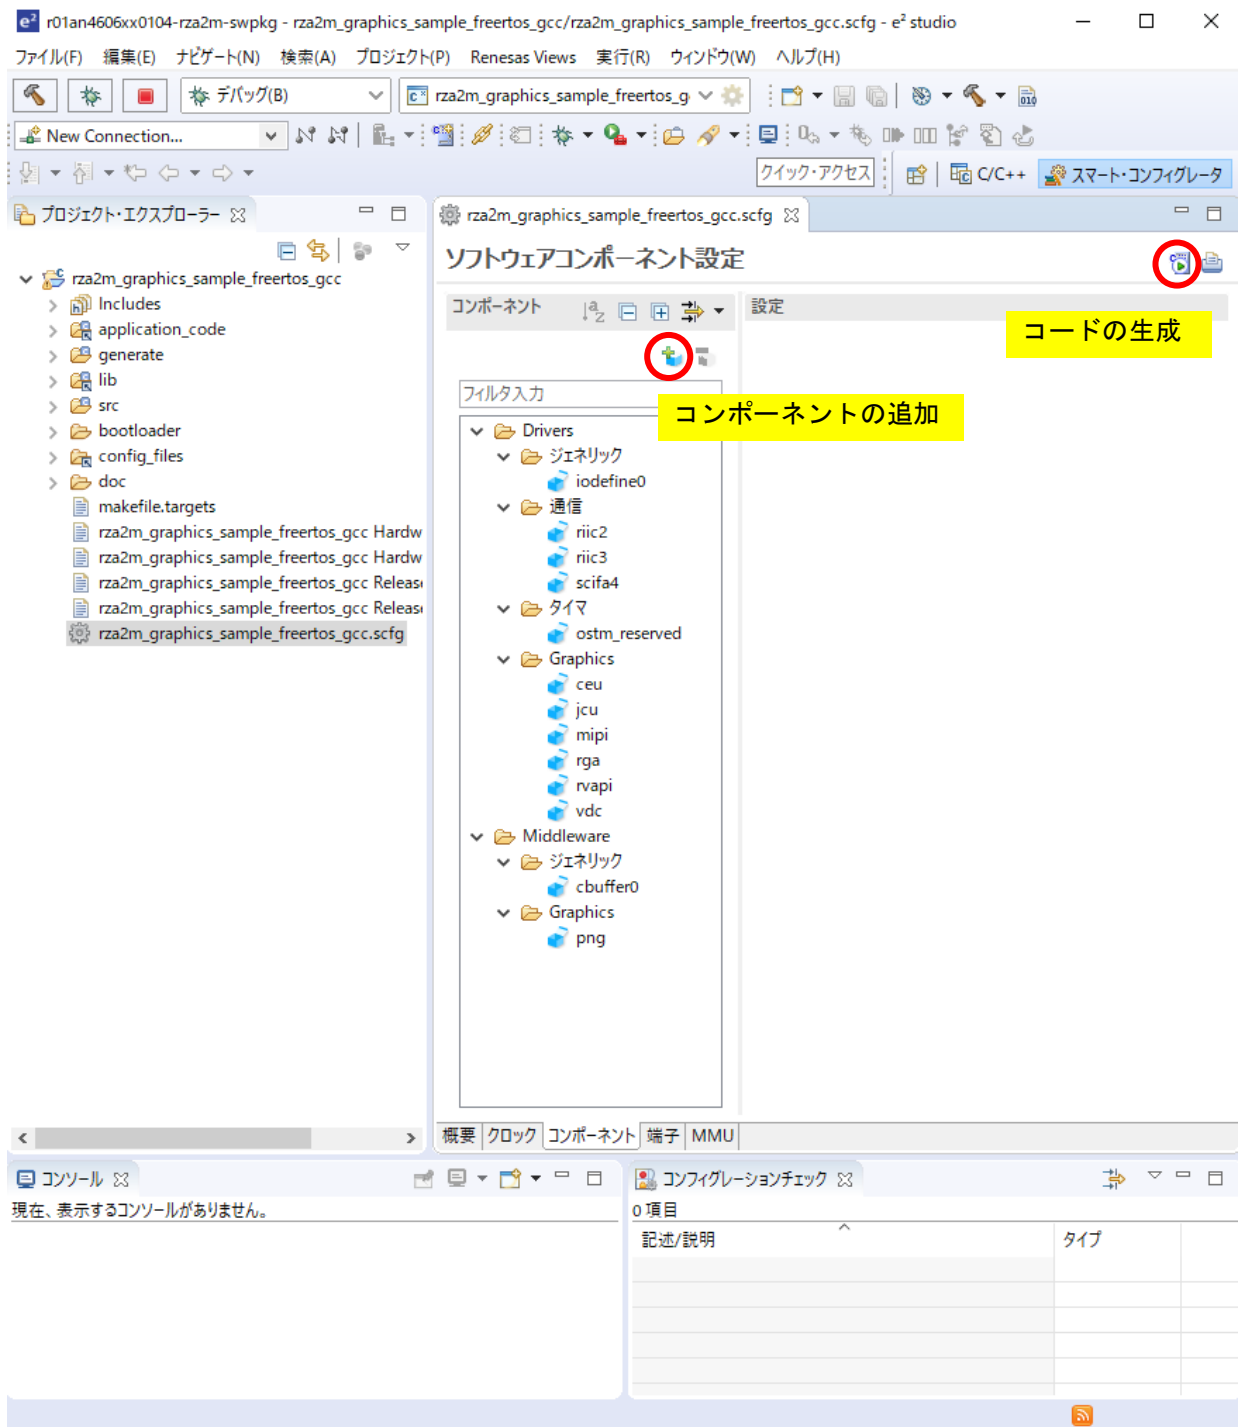 e² r01an4606xx0104-rza2m-swpkg - rza2m_graphics_sample_freertos_gcc/rza2m_graphics_sample_freertos_gcc.scfg - e² studio
ファイル(F) 編集(E) ナビゲート(N) 検索(A) プロジェクト(P) Renesas Views 実行(R) ウィンドウ(W) ヘルプ(H)
デバッグ(B) rza2m_graphics_sample_freertos_g
New Connection...
クイック・アクセス C/C++ スマート・コンフィグレータ
プロジェクト・エクスプローラー
rza2m_graphics_sample_freertos_gcc
Includes
application_code
generate
lib
src
bootloader
config_files
doc
makefile.targets
rza2m_graphics_sample_freertos_gcc Hardw
rza2m_graphics_sample_freertos_gcc Hardw
rza2m_graphics_sample_freertos_gcc Release
rza2m_graphics_sample_freertos_gcc Release
rza2m_graphics_sample_freertos_gcc.scfg
rza2m_graphics_sample_freertos_gcc.scfg
ソフトウェアコンポーネント設定
コンポーネント
設定
コードの生成
フィルタ入力
コンポーネントの追加
Drivers
ジェネリック
iodefine0
通信
riic2
riic3
scifa4
タイマ
ostm_reserved
Graphics
ceu
jcu
mipi
rga
rvapi
vdc
Middleware
ジェネリック
cbuffer0
Graphics
png
概要 クロック コンポーネント 端子 MMU
コンソール
現在、表示するコンソールがありません。
コンフィグレーションチェック
0 項目
記述/説明 タイプ